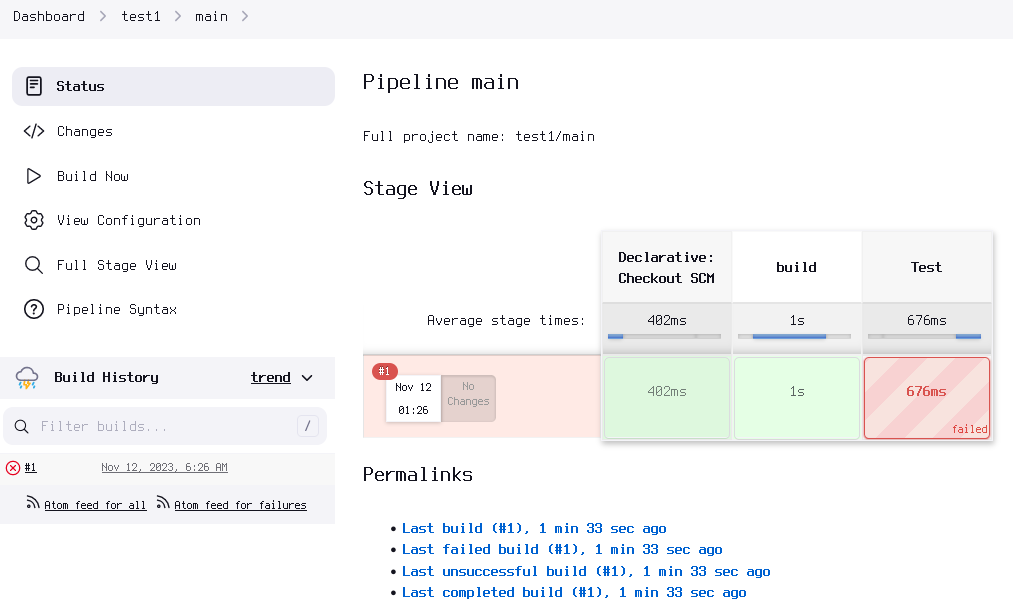 Dashboard > test1 > main >
Status
Changes
Build Now
View Configuration
Full Stage View
Pipeline Syntax
Build History trend
Filter builds... /
#1 Nov 12, 2023, 6:26 AM
Atom feed for all Atom feed for failures
Pipeline main
Full project name: test1/main
Stage View
Declarative:
Checkout SCM
build
Test
Average stage times:
402ms
1s
676ms
#1
Nov 12
01:26
No
Changes
402ms
1s
676ms
failed
Permalinks
• Last build (#1), 1 min 33 sec ago
• Last failed build (#1), 1 min 33 sec ago
• Last unsuccessful build (#1), 1 min 33 sec ago
• Last completed build (#1), 1 min 33 sec ago